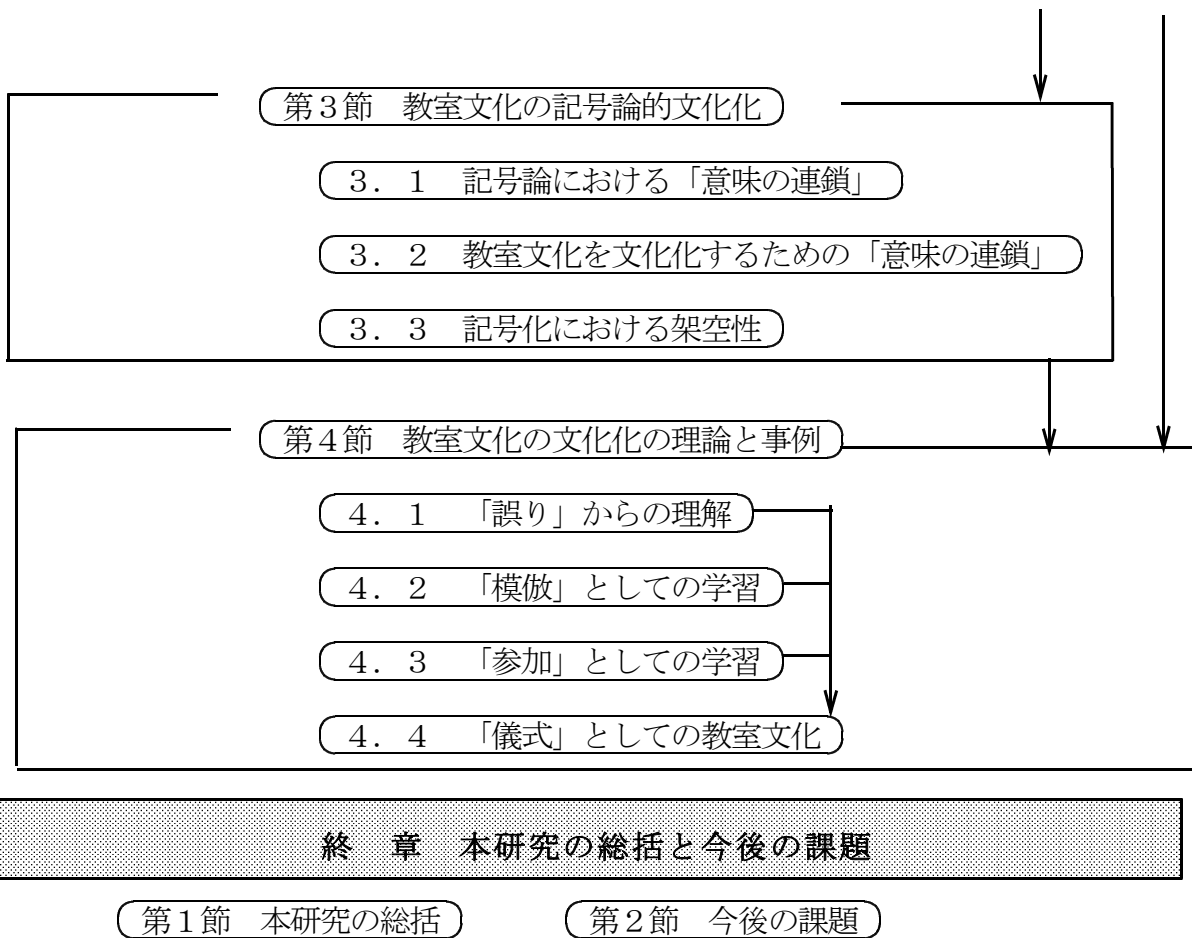 第３節　教室文化の記号論的文化化
３．１　記号論における「意味の連鎖」
３．２　教室文化を文化化するための「意味の連鎖」
３．３　記号化における架空性
第４節　教室文化の文化化の理論と事例
４．１　「誤り」からの理解
４．２　「模倣」としての学習
４．３　「参加」としての学習
４．４　「儀式」としての教室文化
終　章　本研究の総括と今後の課題
第１節　本研究の総括　第２節　今後の課題